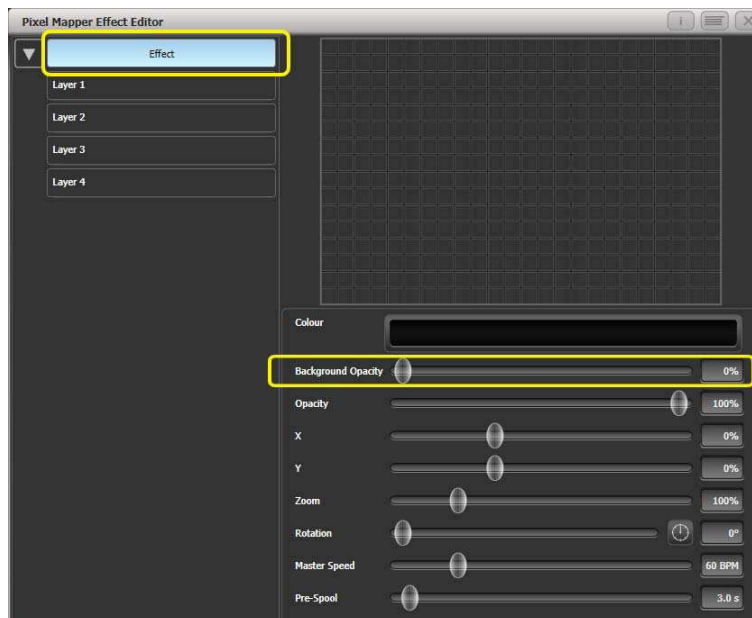 Pixel Mapper Effect Editor
Effect
Layer 1
Layer 2
Layer 3
Layer 4
Colour
Background Opacity 0%
Opacity 100%
X 0%
Y 0%
Zoom 100%
Rotation 0°
Master Speed 60 BPM
Pre-Spool 3.0 s